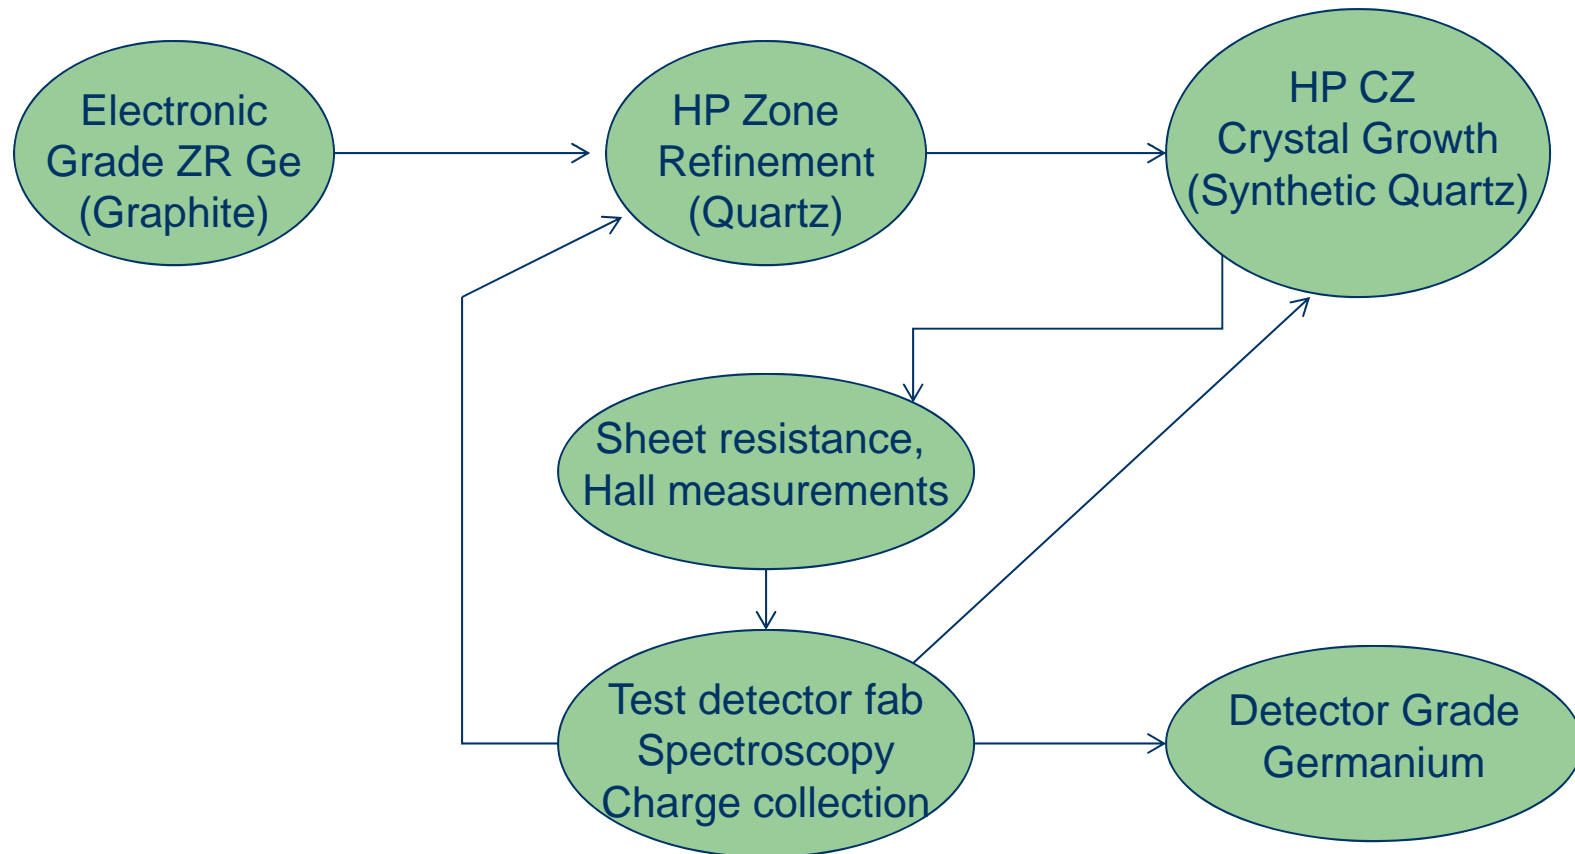 Electronic
Grade ZR Ge
(Graphite)
HP Zone
Refinement
(Quartz)
HP CZ
Crystal Growth
(Synthetic Quartz)
Sheet resistance,
Hall measurements
Test detector fab
Spectroscopy
Charge collection
Detector Grade
Germanium